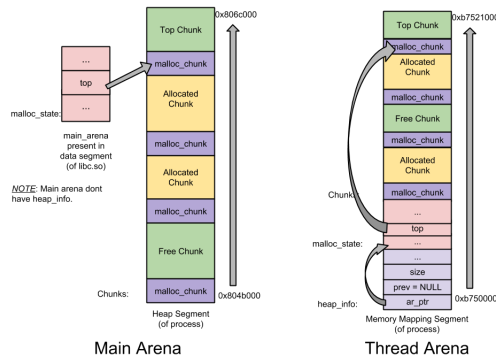 0x806c000
Top Chunk
malloc_chunk
Allocated
Chunk
malloc_chunk
Allocated
Chunk
malloc_chunk
Free Chunk
malloc_chunk
0x804b000
...
top
...
malloc_state:
main_arena
present in
data segment
(of libc.so)
NOTE: Main arena dont
have heap_info.
Chunks:
Heap Segment
(of process)
Main Arena
0xb7521000
Top Chunk
malloc_chunk
Allocated
Chunk
malloc_chunk
Free Chunk
malloc_chunk
Allocated
Chunk
malloc_chunk
Chunk
...
top
malloc_state:
...
...
size
prev = NULL
heap_info:
ar_ptr
0xb750000
Memory Mapping Segment
(of process)
Thread Arena